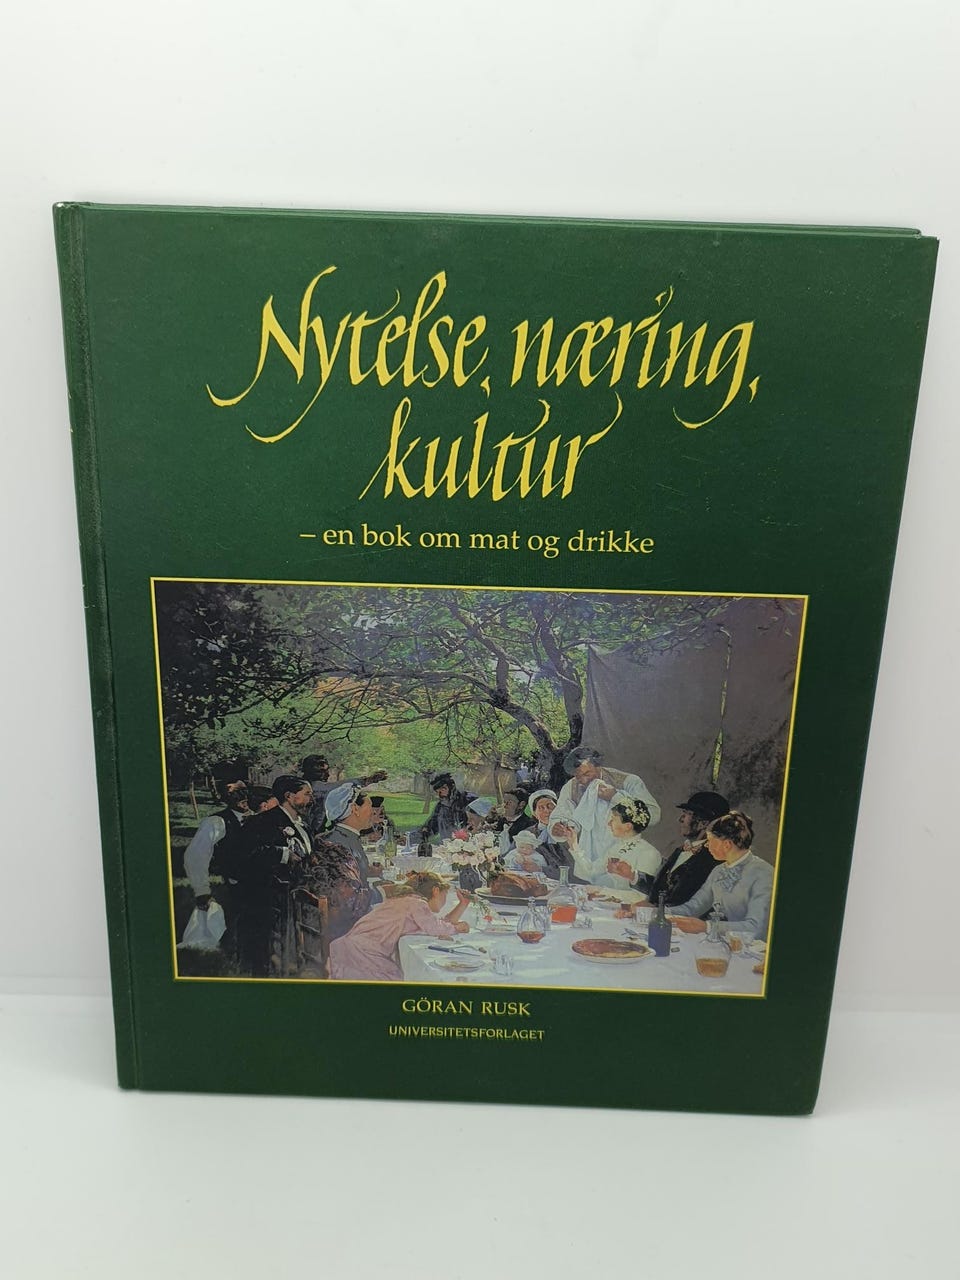 Nytelse, næring,
kultur
– en bok om mat og drikke
GÖRAN RUSK
UNIVERSITETSFORLAGET